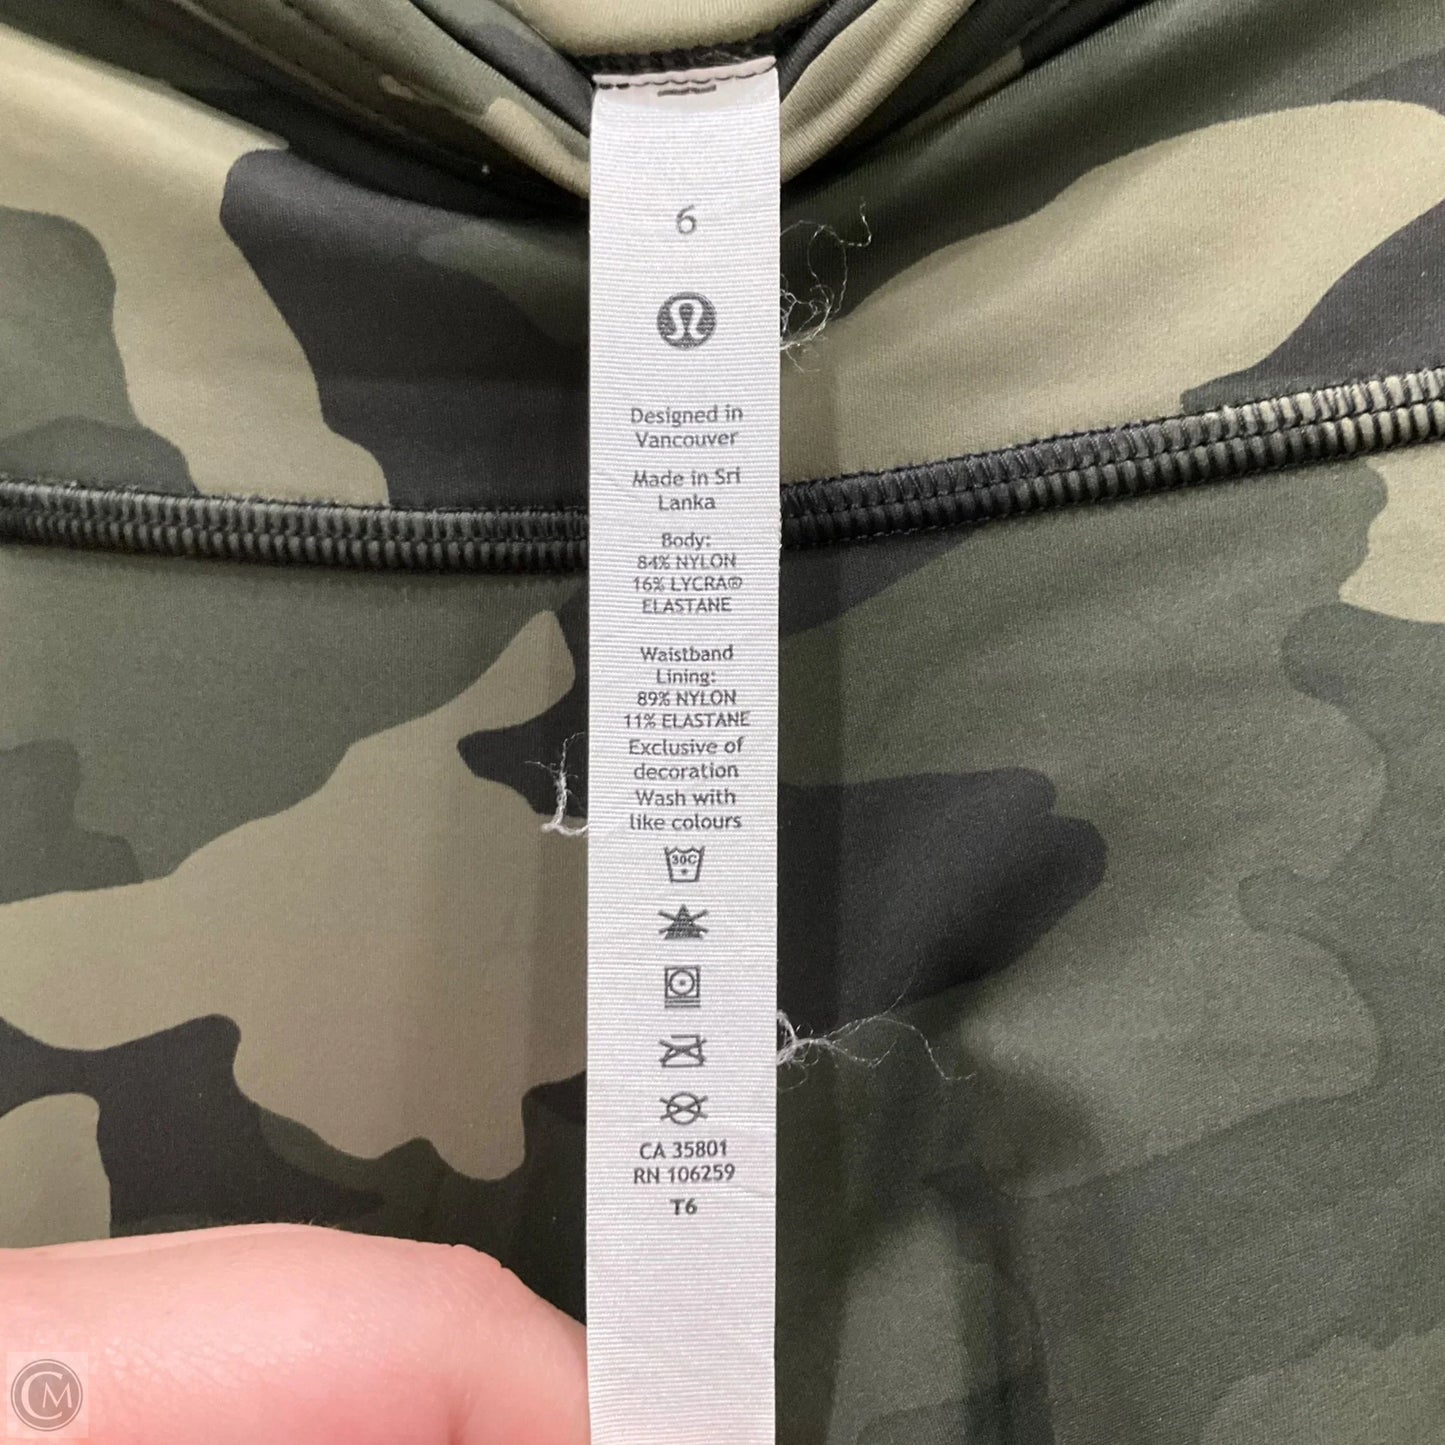 6
Designed in
Vancouver
Made in Sri
Lanka
Body:
84% NYLON
16% LYCRA®
ELASTANE
Waistband
Lining:
89% NYLON
11% ELASTANE
Exclusive of
decoration
Wash with
like colours
30C
CA 35801
RN 106259
T6
CM